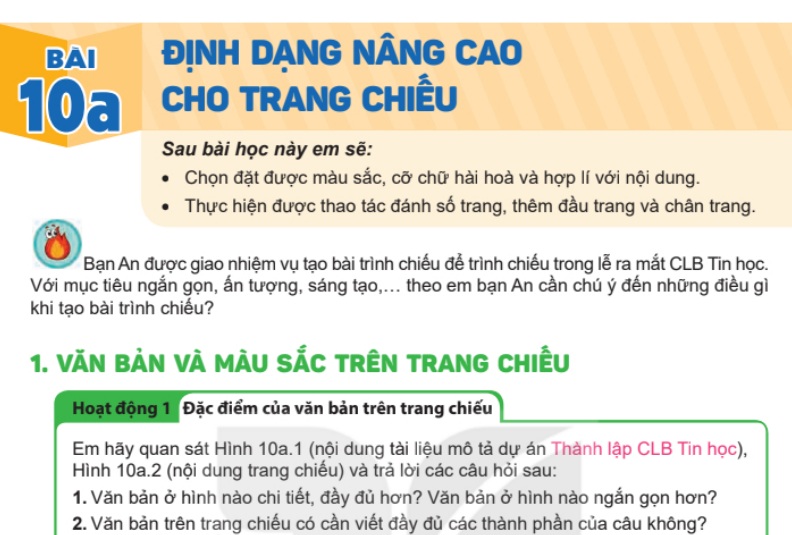 BÀI
10a
ĐỊNH DẠNG NÂNG CAO
CHO TRANG CHIẾU
Sau bài học này em sẽ:
• Chọn đặt được màu sắc, cỡ chữ hài hoà và hợp lí với nội dung.
• Thực hiện được thao tác đánh số trang, thêm đầu trang và chân trang.
Bạn An được giao nhiệm vụ tạo bài trình chiếu để trình chiếu trong lễ ra mắt CLB Tin học.
Với mục tiêu ngắn gọn, ấn tượng, sáng tạo,... theo em bạn An cần chú ý đến những điều gì
khi tạo bài trình chiếu?
1. VĂN BẢN VÀ MÀU SẮC TRÊN TRANG CHIẾU
Hoạt động 1 Đặc điểm của văn bản trên trang chiếu
Em hãy quan sát Hình 10a.1 (nội dung tài liệu mô tả dự án Thành lập CLB Tin học),
Hình 10a.2 (nội dung trang chiếu) và trả lời các câu hỏi sau:
1. Văn bản ở hình nào chi tiết, đầy đủ hơn? Văn bản ở hình nào ngắn gọn hơn?
2. Văn bản trên trang chiếu có cần viết đầy đủ các thành phần của câu không?